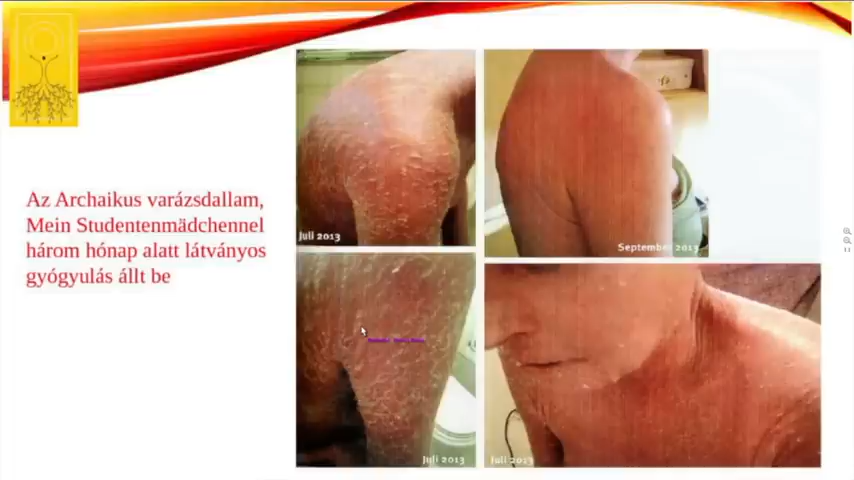 Az Archaikus varázsdallam,
Mein Studentenmädchennel
három hónap alatt látványos
gyógyulás állt be
Juli 2013
September 2013
Juli 2013
Juli 2013